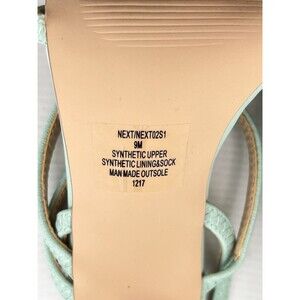 NEXT/NEXT02S1
9M
SYNTHETIC UPPER
SYNTHETIC LINING&SOCK
MAN MADE OUTSOLE
1217